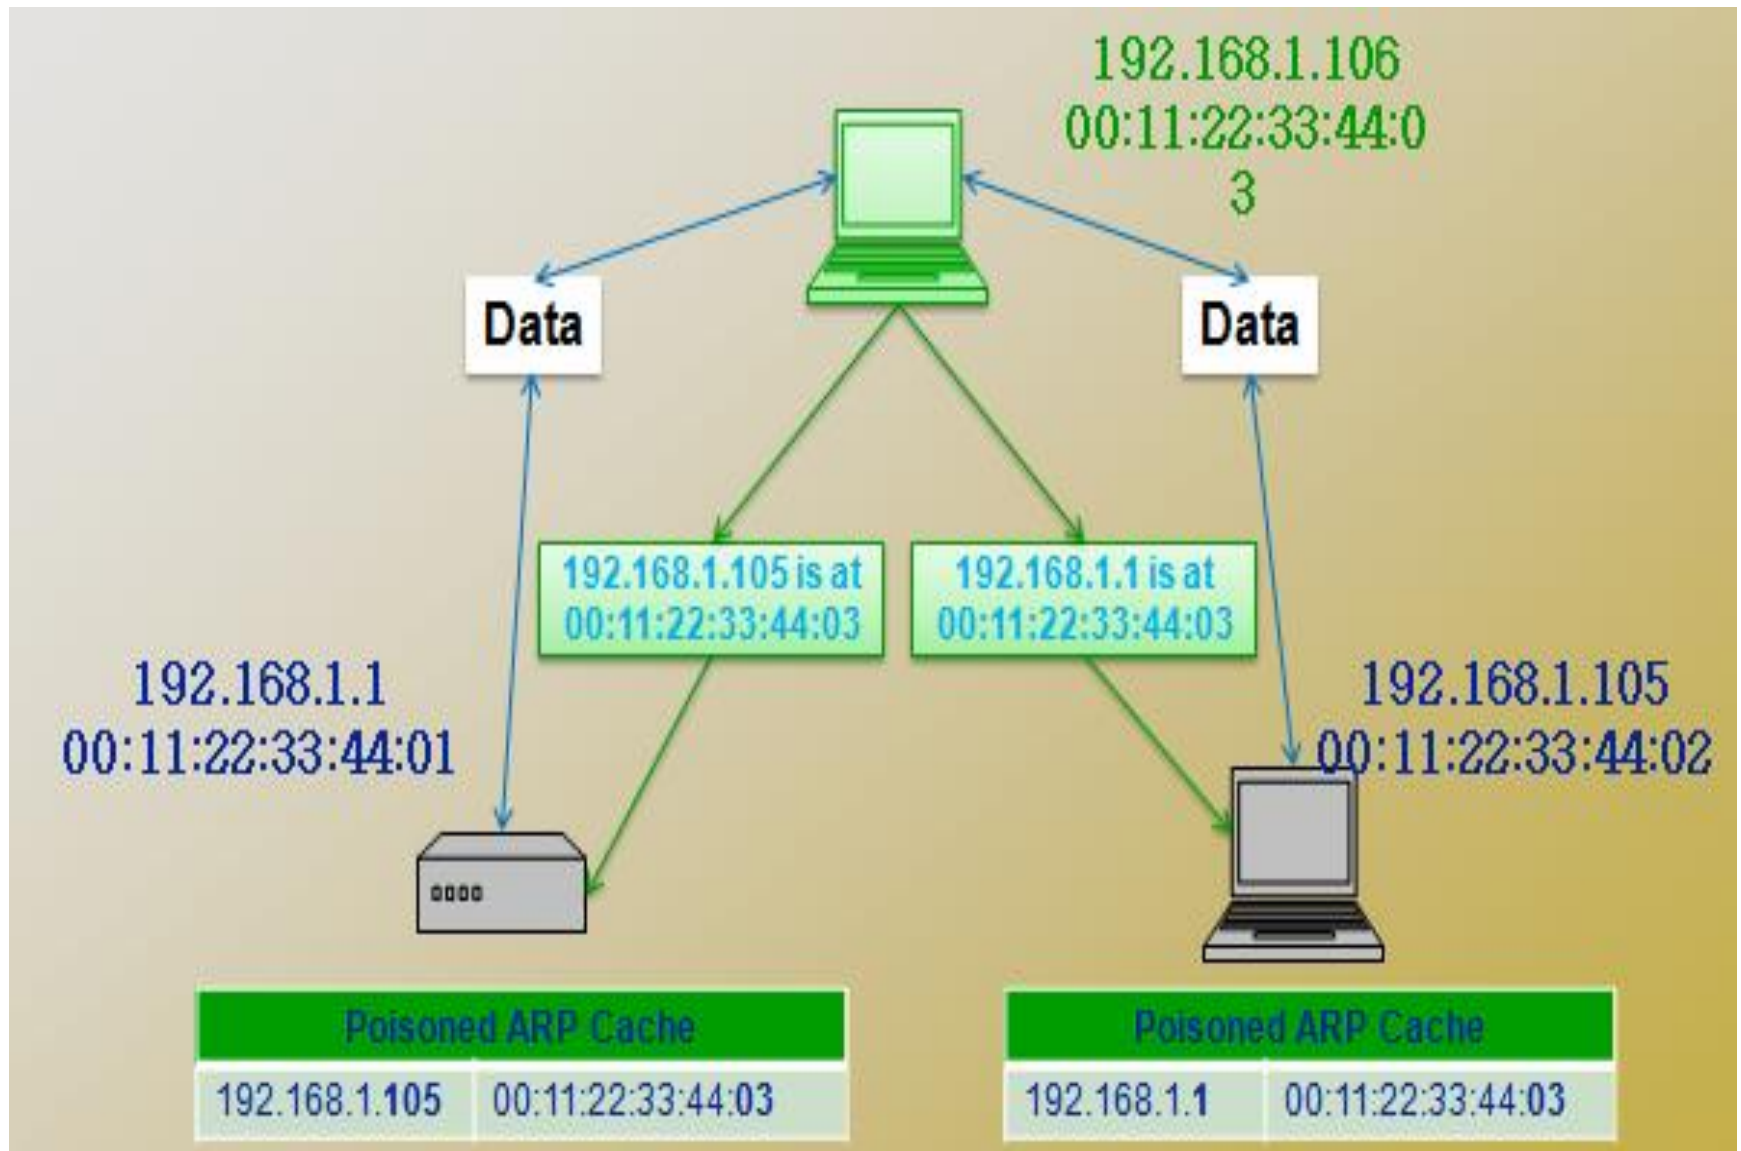 192.168.1.106
00:11:22:33:44:0
3
Data
Data
192.168.1.105 is at
00:11:22:33:44:03
192.168.1.1 is at
00:11:22:33:44:03
192.168.1.1
00:11:22:33:44:01
192.168.1.105
00:11:22:33:44:02
Poisoned ARP Cache
192.168.1.105 00:11:22:33:44:03
Poisoned ARP Cache
192.168.1.1 00:11:22:33:44:03